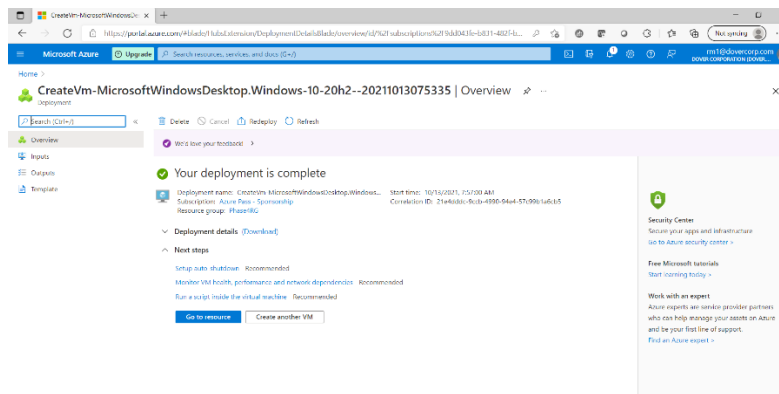 CreateVm-MicrosoftWindowsDe
https://portal.azure.com/#blade/HubsExtension/DeploymentDetailsBlade/overview/id/%2Fsubscriptions%2F9dd043fe-b831-482f-b...
Not syncing
Microsoft Azure
Upgrade
Search resources, services, and docs (G+/)
1
rm1@dovercorp.com
DOVER CORPORATION (DOVER...
Home >
CreateVm-MicrosoftWindowsDesktop.Windows-10-20h2--20211013075335 | Overview
Deployment
Search (Ctrl+/)
Delete
Cancel
Redeploy
Refresh
Overview
We'd love your feedback!
Inputs
Outputs
Template
Your deployment is complete
Deployment name: CreateVm-MicrosoftWindowsDesktop.Windows...
Start time: 10/13/2021, 7:57:00 AM
Subscription: Azure Pass - Sponsorship
Correlation ID:
Resource group: Phase4RG
Deployment details (Download)
Next steps
Setup auto-shutdown Recommended
Monitor VM health, performance and network dependencies Recommended
Run a script inside the virtual machine Recommended
Go to resource
Create another VM
Security Center
Secure your apps and infrastructure
Go to Azure security center >
Free Microsoft tutorials
Start learning today >
Work with an expert
Azure experts are service provider partners
who can help manage your assets on Azure
and be your first line of support.
Find an Azure expert >